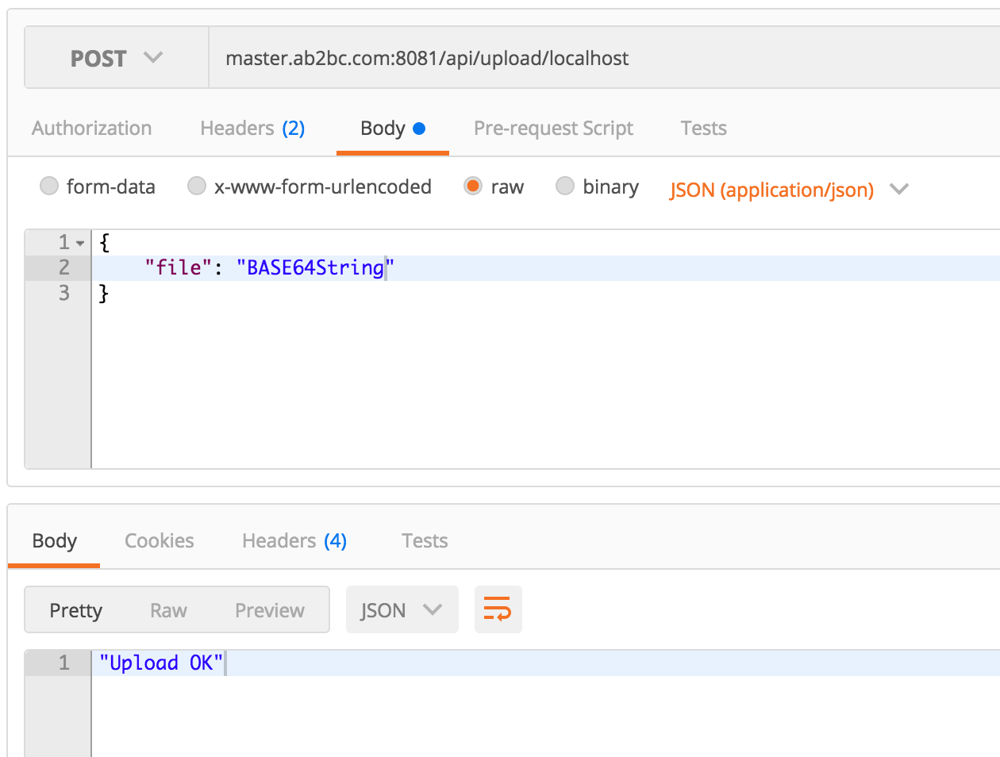 POST master.ab2bc.com:8081/api/upload/localhost
Authorization Headers (2) Body Pre-request Script Tests
form-data x-www-form-urlencoded raw binary JSON (application/json)
1 {
2 "file": "BASE64String"
3 }
Body Cookies Headers (4) Tests
Pretty Raw Preview JSON
1 "Upload OK"